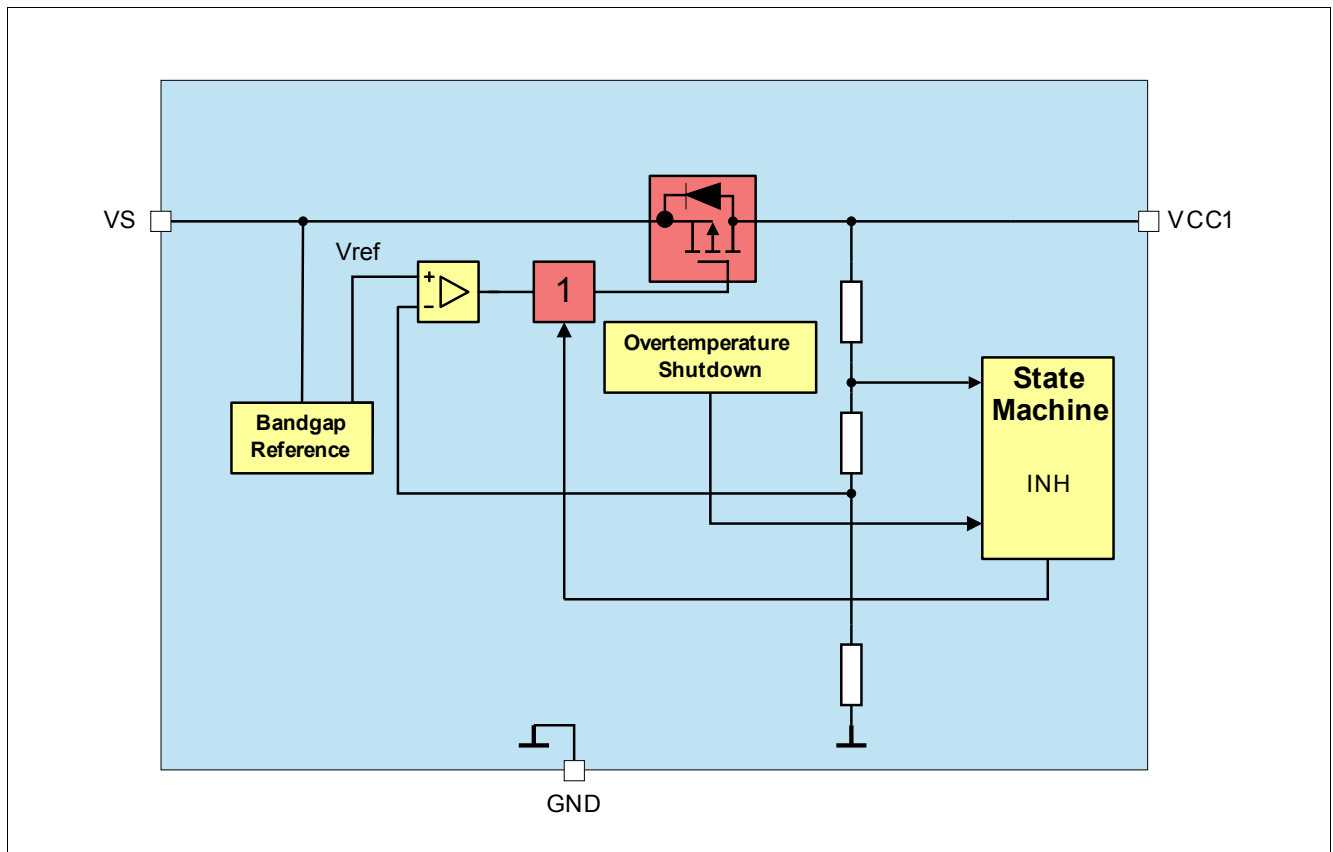 VS
VCC1
Vref
+
−
1
Overtemperature
Shutdown
State
Machine
INH
Bandgap
Reference
GND